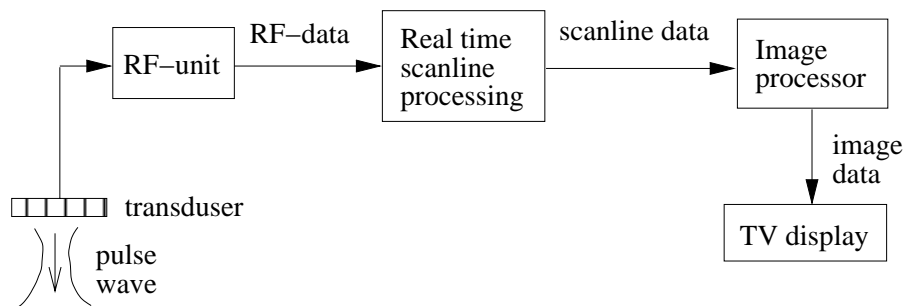 RF−unit
RF−data
Real time
scanline
processing
scanline data
Image
processor
image
data
TV display
transduser
pulse
wave